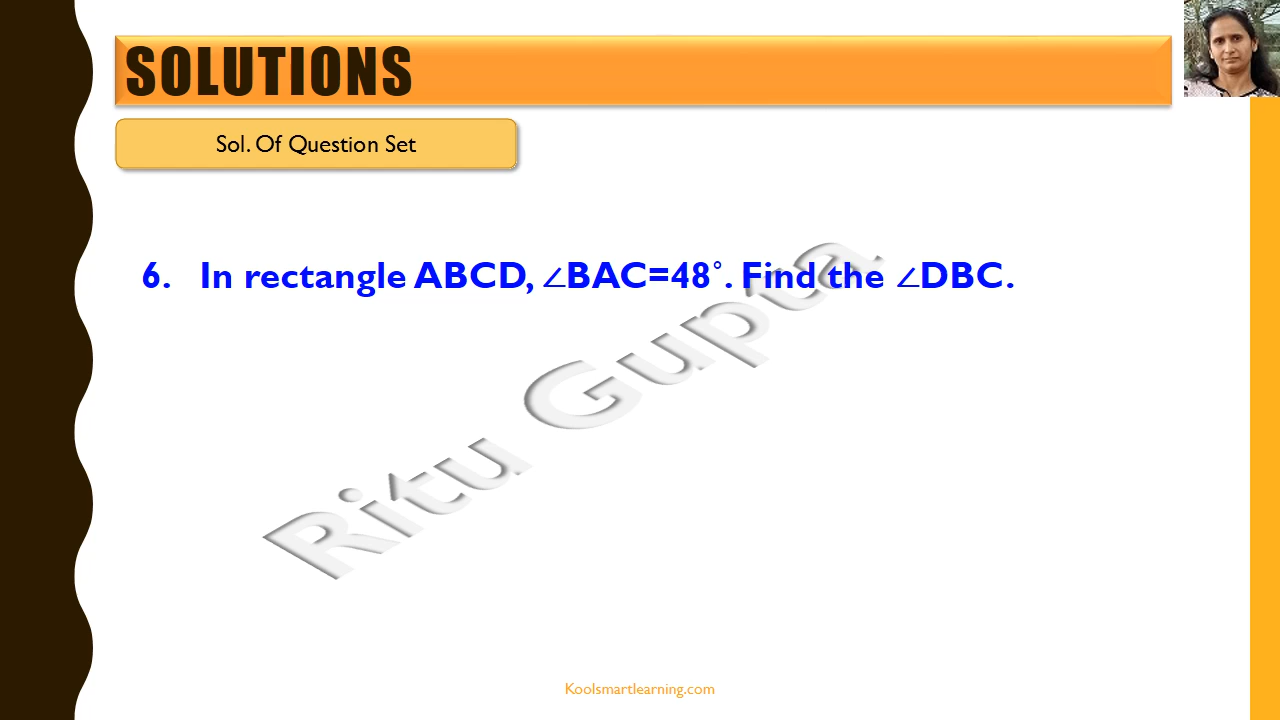 SOLUTIONS
Sol. Of Question Set
6. In rectangle ABCD, ∠BAC=48˚. Find the ∠DBC.
Ritu Gupta
Koolsmartlearning.com